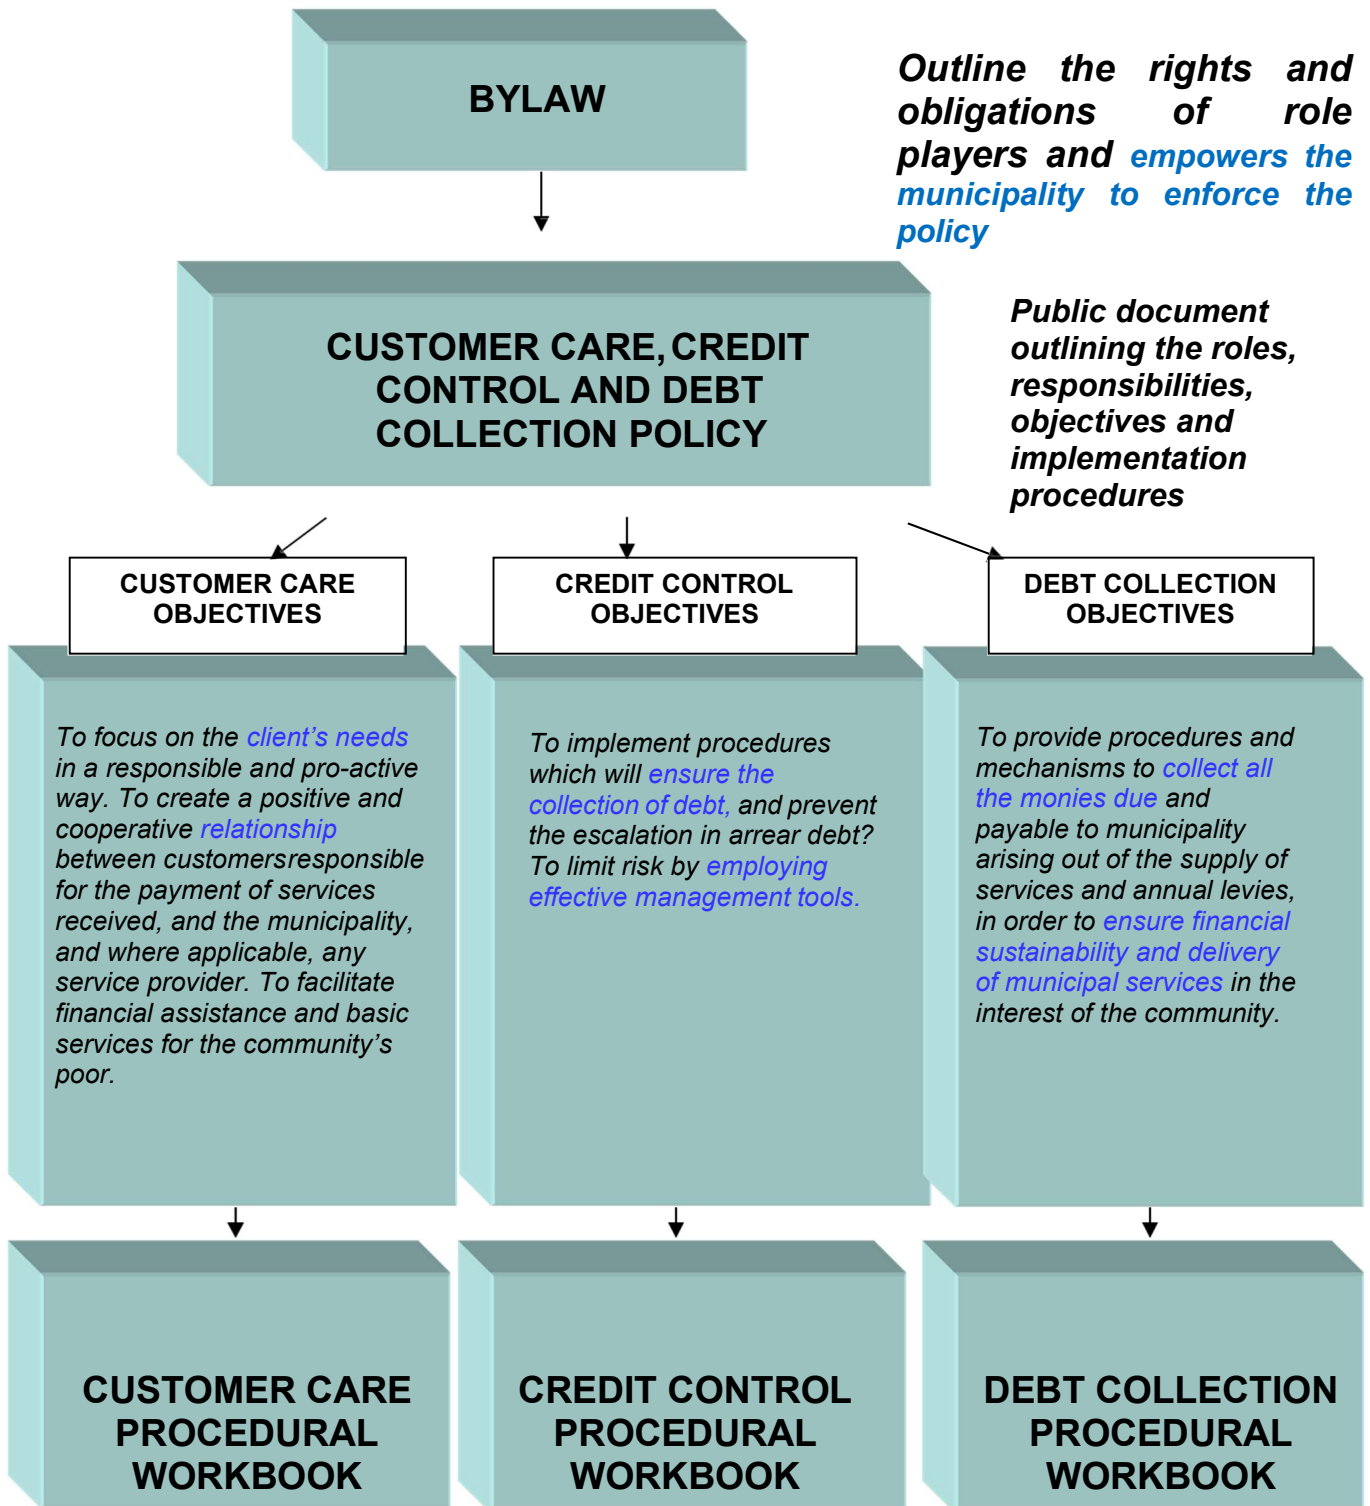 BYLAW
Outline the rights and
obligations of role
players and empowers the
municipality to enforce the
policy
CUSTOMER CARE, CREDIT
CONTROL AND DEBT
COLLECTION POLICY
Public document
outlining the roles,
responsibilities,
objectives and
implementation
procedures
CUSTOMER CARE
OBJECTIVES
To focus on the client's needs
in a responsible and pro-active
way. To create a positive and
cooperative relationship
between customersresponsible
for the payment of services
received, and the municipality,
and where applicable, any
service provider. To facilitate
financial assistance and basic
services for the community's
poor.
CREDIT CONTROL
OBJECTIVES
To implement procedures
which will ensure the
collection of debt, and prevent
the escalation in arrear debt?
To limit risk by employing
effective management tools.
DEBT COLLECTION
OBJECTIVES
To provide procedures and
mechanisms to collect all
the monies due and
payable to municipality
arising out of the supply of
services and annual levies,
in order to ensure financial
sustainability and delivery
of municipal services in the
interest of the community.
CUSTOMER CARE
PROCEDURAL
WORKBOOK
CREDIT CONTROL
PROCEDURAL
WORKBOOK
DEBT COLLECTION
PROCEDURAL
WORKBOOK